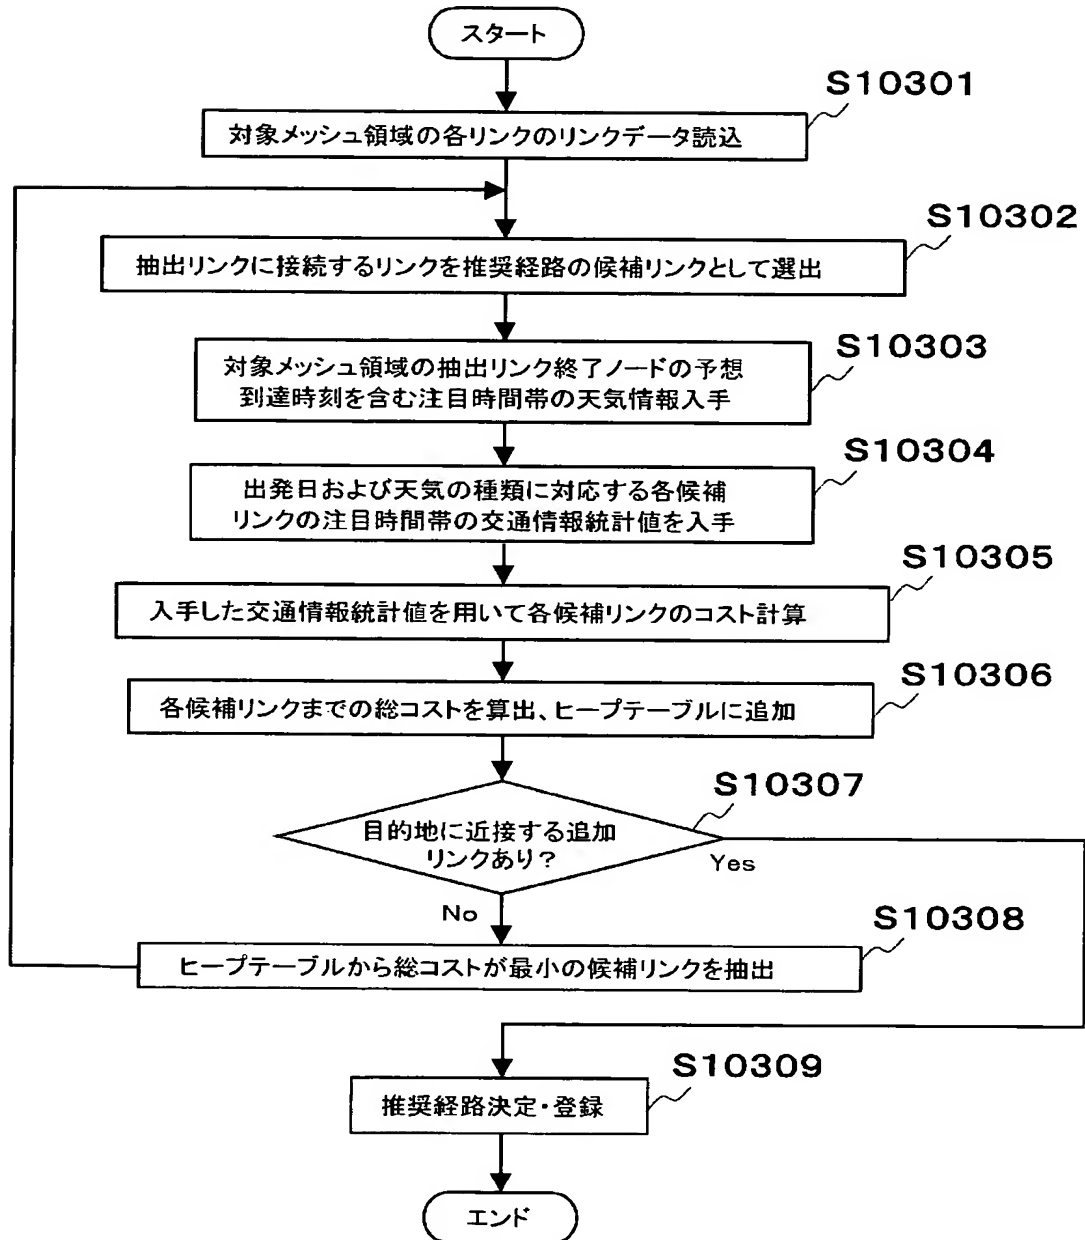 スタート
S10301
対象メッシュ領域の各リンクのリンクデータ読込
S10302
抽出リンクに接続するリンクを推奨経路の候補リンクとして選出
S10303
対象メッシュ領域の抽出リンク終了ノードの予想
到達時刻を含む注目時間帯の天気情報入手
S10304
出発日および天気の種類に対応する各候補
リンクの注目時間帯の交通情報統計値を入手
S10305
入手した交通情報統計値を用いて各候補リンクのコスト計算
S10306
各候補リンクまでの総コストを算出、ヒープテーブルに追加
S10307
目的地に近接する追加
リンクあり？
Yes
No
S10308
ヒープテーブルから総コストが最小の候補リンクを抽出
S10309
推奨経路決定・登録
エンド